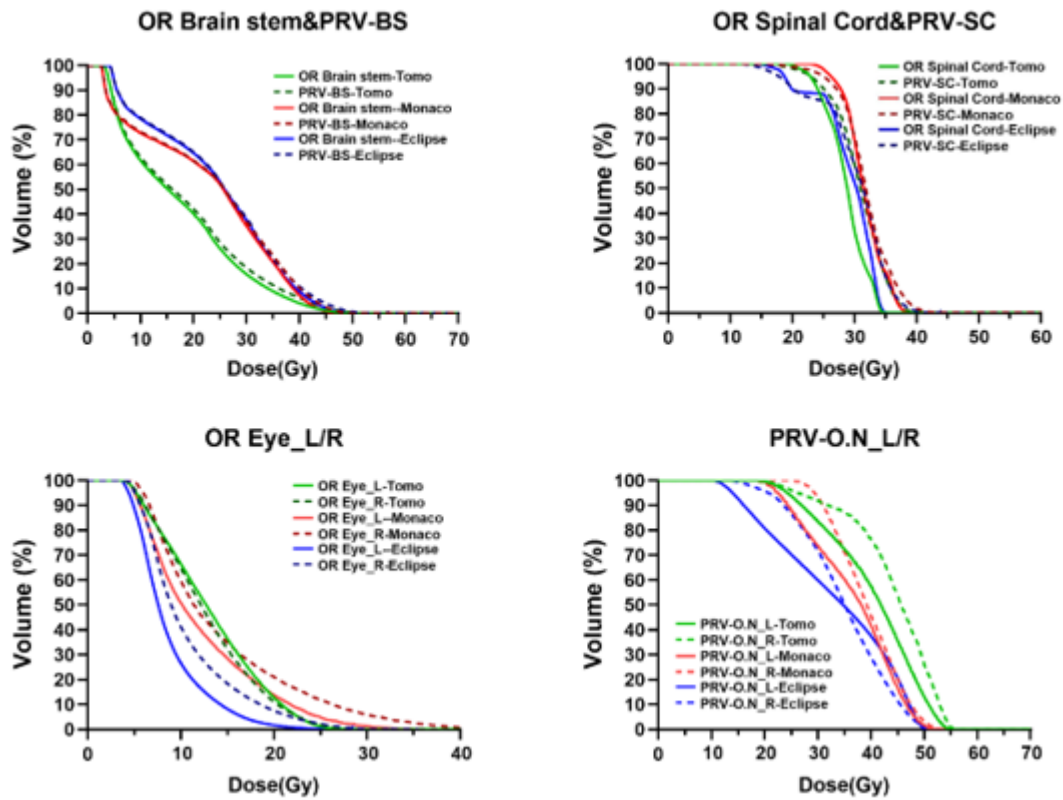 OR Brain stem&PRV-BS
OR Brain stem-Tomo
PRV-BS-Tomo
OR Brain stem--Monaco
PRV-BS-Monaco
OR Brain stem--Eclipse
PRV-BS-Eclipse
Volume (%)
100
90
80
70
60
50
40
30
20
10
0
0 10 20 30 40 50 60 70
Dose(Gy)
OR Spinal Cord&PRV-SC
OR Spinal Cord-Tomo
PRV-SC-Tomo
OR Spinal Cord-Monaco
PRV-SC-Monaco
OR Spinal Cord-Eclipse
PRV-SC-Eclipse
Volume (%)
100
90
80
70
60
50
40
30
20
10
0
0 10 20 30 40 50 60
Dose(Gy)
OR Eye_L/R
OR Eye_L-Tomo
OR Eye_R-Tomo
OR Eye_L--Monaco
OR Eye_R-Monaco
OR Eye_L--Eclipse
OR Eye_R-Eclipse
Volume (%)
100
90
80
70
60
50
40
30
20
10
0
0 10 20 30 40
Dose(Gy)
PRV-O.N_L/R
PRV-O.N_L-Tomo
PRV-O.N_R-Tomo
PRV-O.N_L-Monaco
PRV-O.N_R-Monaco
PRV-O.N_L-Eclipse
PRV-O.N_R-Eclipse
Volume (%)
100
90
80
70
60
50
40
30
20
10
0
0 10 20 30 40 50 60 70
Dose(Gy)